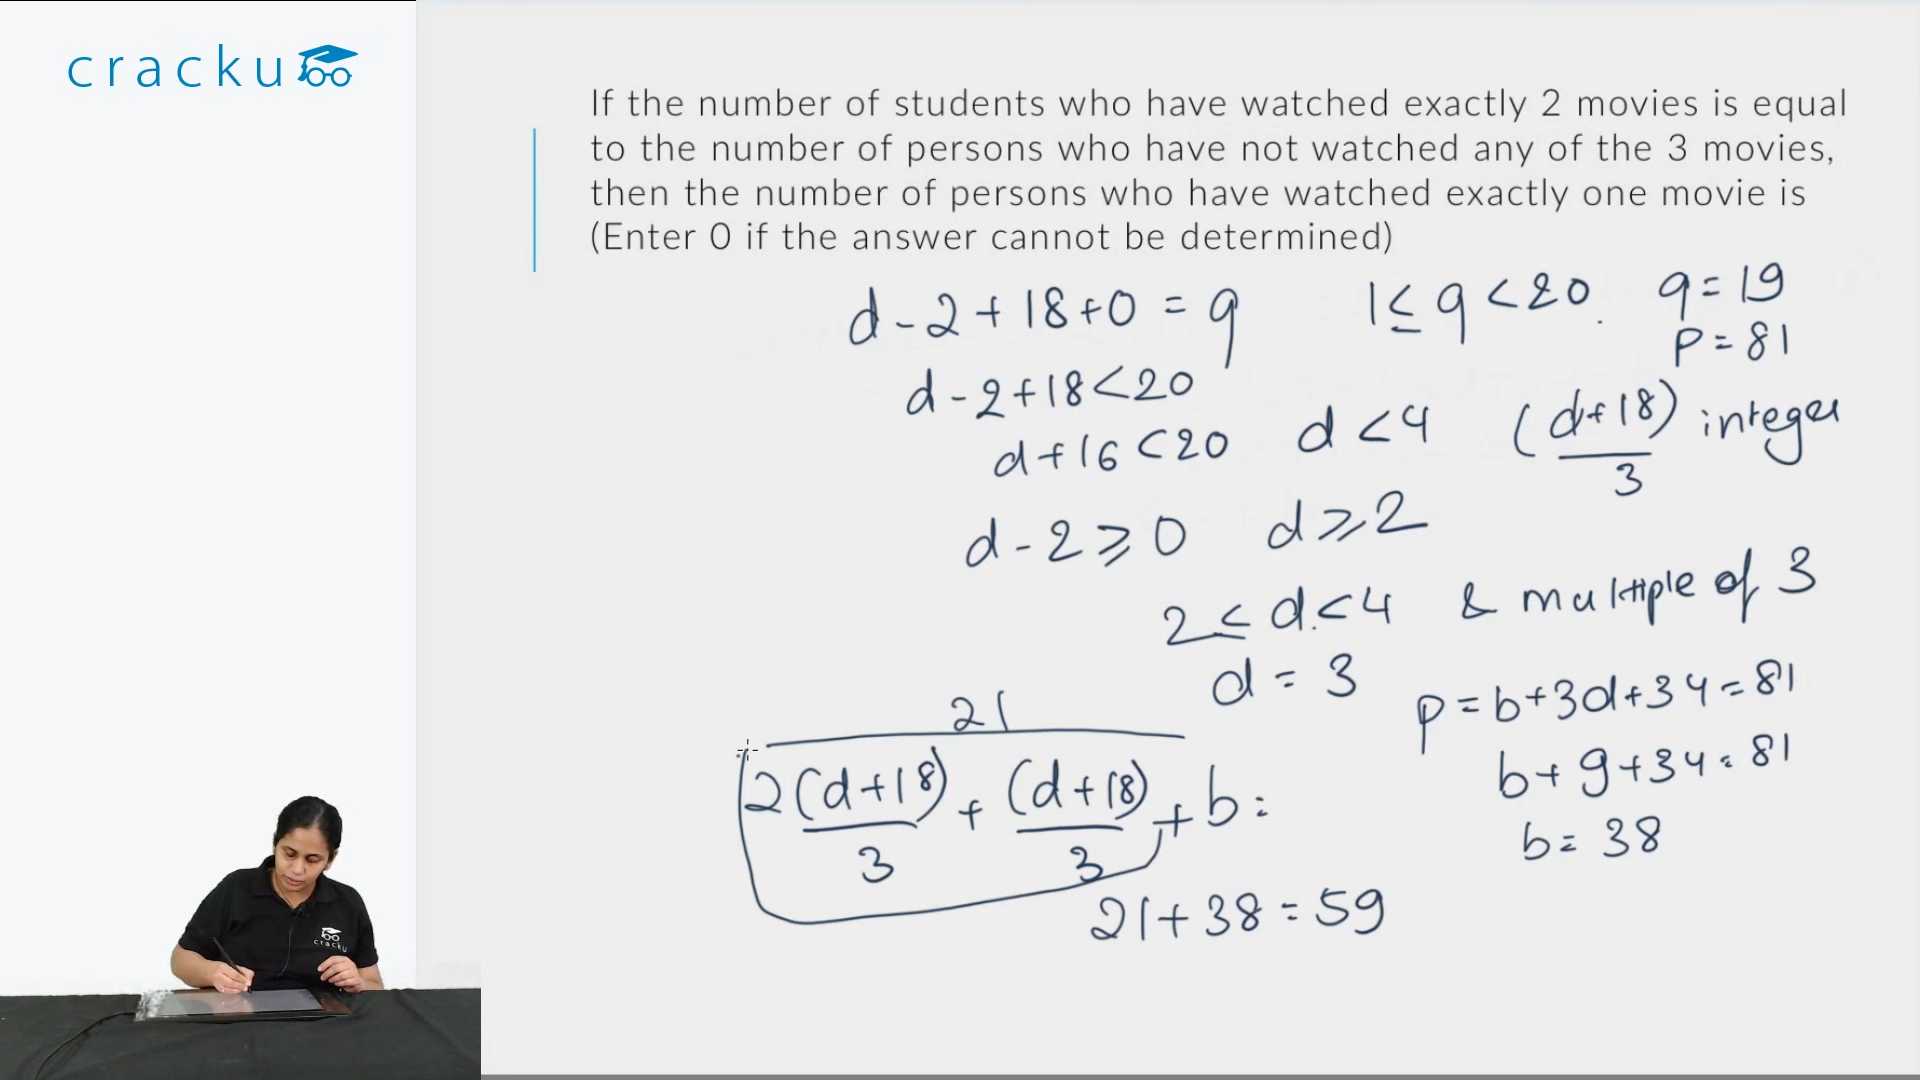 cracku
If the number of students who have watched exactly 2 movies is equal
to the number of persons who have not watched any of the 3 movies,
then the number of persons who have watched exactly one movie is
(Enter 0 if the answer cannot be determined)
d - 2 + 18 + 0 = q
1 ≤ q < 20.
q = 19
p = 81
d - 2 + 18 < 20
d + 16 < 20
d < 4
(d + 18)/3 integer
d - 2 ⩾ 0
d ⩾ 2
2 ≤ d < 4 & multiple of 3
d = 3
p = b + 3d + 34 = 81
b + 9 + 34 = 81
b = 38
21
2(d+18)/3 + (d+18)/3 + b =
21 + 38 = 59
cracku